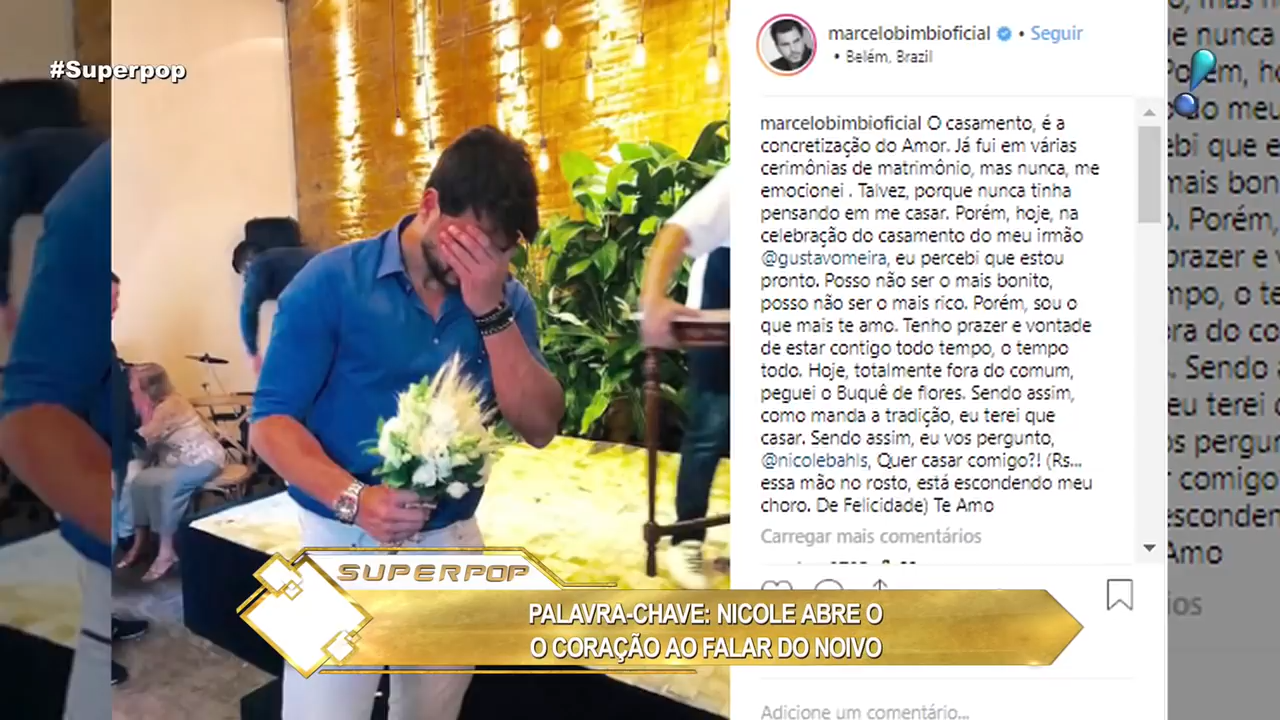 #Superpop
marcelobimbioficial • Seguir
• Belém, Brazil
marcelobimbioficial O casamento, é a
concretização do Amor. Já fui em várias
cerimônias de matrimônio, mas nunca, me
emocionei . Talvez, porque nunca tinha
pensando em me casar. Porém, hoje, na
celebração do casamento do meu irmão
@gustavomeira, eu percebi que estou
pronto. Posso não ser o mais bonito,
posso não ser o mais rico. Porém, sou o
que mais te amo. Tenho prazer e vontade
de estar contigo todo tempo, o tempo
todo. Hoje, totalmente fora do comum,
peguei o Buquê de flores. Sendo assim,
como manda a tradição, eu terei que
casar. Sendo assim, eu vos pergunto,
@nicolebahls, Quer casar comigo?! (Rs...
essa mão no rosto, está escondendo meu
choro. De Felicidade) Te Amo
Carregar mais comentários
SUPERPOP
PALAVRA-CHAVE: NICOLE ABRE O
O CORAÇÃO AO FALAR DO NOIVO
Adicione um comentário...